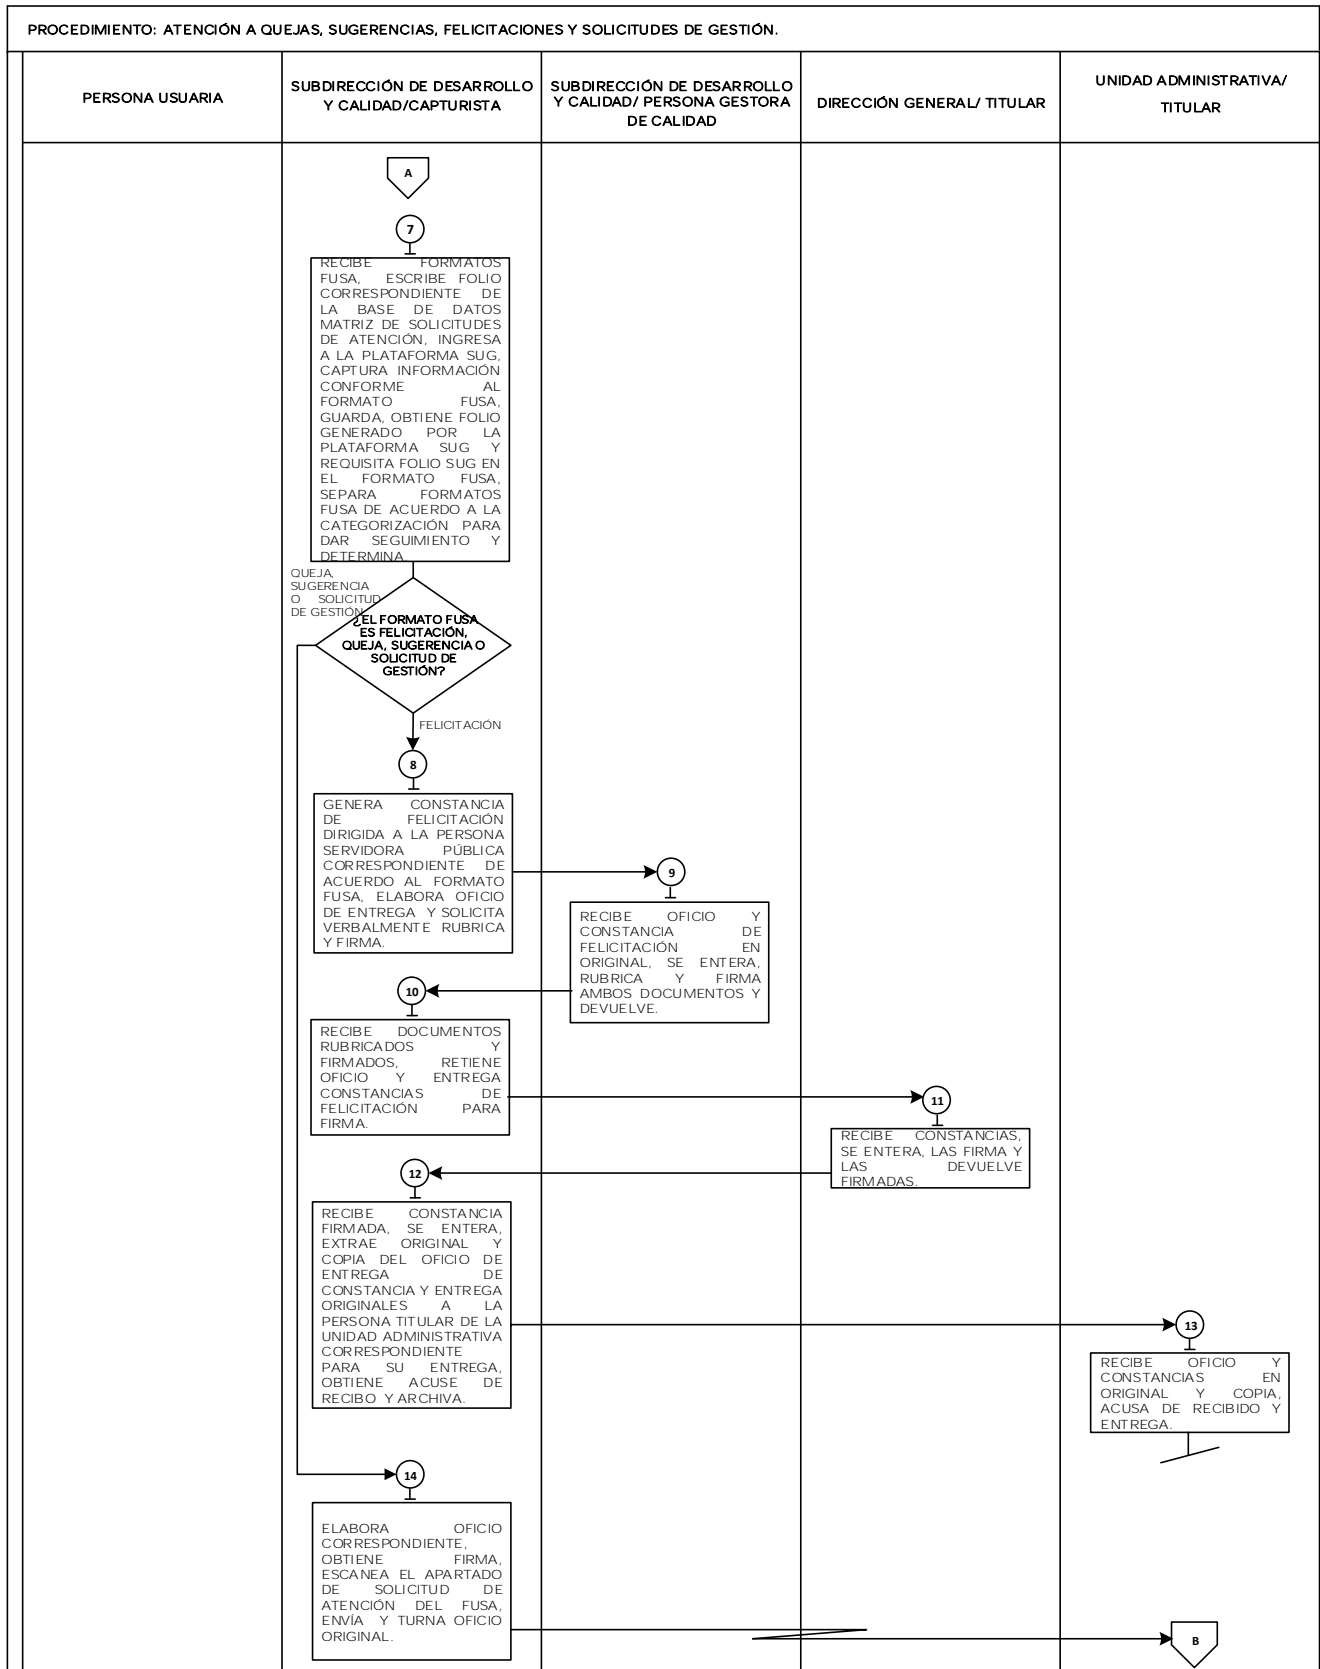 PROCEDIMIENTO: ATENCIÓN A QUEJAS, SUGERENCIAS, FELICITACIONES Y SOLICITUDES DE GESTIÓN.
PERSONA USUARIA
SUBDIRECCIÓN DE DESARROLLO
Y CALIDAD/CAPTURISTA
SUBDIRECCIÓN DE DESARROLLO
Y CALIDAD/ PERSONA GESTORA
DE CALIDAD
DIRECCIÓN GENERAL/ TITULAR
UNIDAD ADMINISTRATIVA/
TITULAR
A
7
RECIBE FORMATOS
FUSA, ESCRIBE FOLIO
CORRESPONDIENTE DE
LA BASE DE DATOS
MATRIZ DE SOLICITUDES
DE ATENCIÓN, INGRESA
A LA PLATAFORMA SUG,
CAPTURA INFORMACIÓN
CONFORME AL
FORMATO FUSA,
GUARDA, OBTIENE FOLIO
GENERADO POR LA
PLATAFORMA SUG Y
REQUISITA FOLIO SUG EN
EL FORMATO FUSA,
SEPARA FORMATOS
FUSA DE ACUERDO A LA
CATEGORIZACIÓN PARA
DAR SEGUIMIENTO Y
DETERMINA.
QUEJA,
SUGERENCIA
O SOLICITUD
DE GESTIÓN
¿EL FORMATO FUSA
ES FELICITACIÓN,
QUEJA, SUGERENCIA O
SOLICITUD DE
GESTIÓN?
FELICITACIÓN
8
GENERA CONSTANCIA
DE FELICITACIÓN
DIRIGIDA A LA PERSONA
SERVIDORA PÚBLICA
CORRESPONDIENTE DE
ACUERDO AL FORMATO
FUSA, ELABORA OFICIO
DE ENTREGA Y SOLICITA
VERBALMENTE RUBRICA
Y FIRMA.
9
RECIBE OFICIO Y
CONSTANCIA DE
FELICITACIÓN EN
ORIGINAL, SE ENTERA,
RUBRICA Y FIRMA
AMBOS DOCUMENTOS Y
DEVUELVE.
10
RECIBE DOCUMENTOS
RUBRICADOS Y
FIRMADOS, RETIENE
OFICIO Y ENTREGA
CONSTANCIAS DE
FELICITACIÓN PARA
FIRMA.
11
RECIBE CONSTANCIAS,
SE ENTERA, LAS FIRMA Y
LAS DEVUELVE
FIRMADAS.
12
RECIBE CONSTANCIA
FIRMADA, SE ENTERA,
EXTRAE ORIGINAL Y
COPIA DEL OFICIO DE
ENTREGA DE
CONSTANCIA Y ENTREGA
ORIGINALES A LA
PERSONA TITULAR DE LA
UNIDAD ADMINISTRATIVA
CORRESPONDIENTE
PARA SU ENTREGA,
OBTIENE ACUSE DE
RECIBO Y ARCHIVA.
13
RECIBE OFICIO Y
CONSTANCIAS EN
ORIGINAL Y COPIA,
ACUSA DE RECIBIDO Y
ENTREGA.
14
ELABORA OFICIO
CORRESPONDIENTE,
OBTIENE FIRMA,
ESCANEA EL APARTADO
DE SOLICITUD DE
ATENCIÓN DEL FUSA,
ENVÍA Y TURNA OFICIO
ORIGINAL.
B